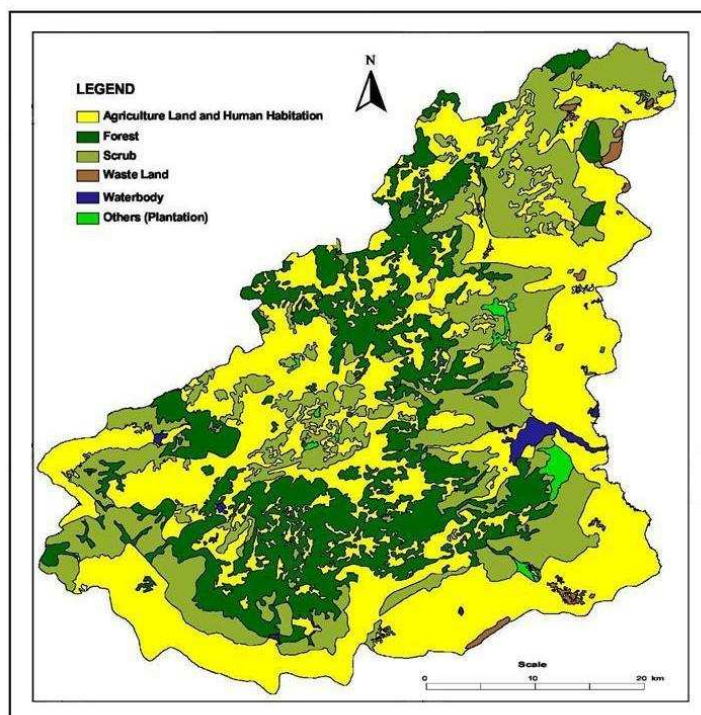 N
LEGEND
Agriculture Land and Human Habitation
Forest
Scrub
Waste Land
Waterbody
Others (Plantation)
Scale
0 10 20 km